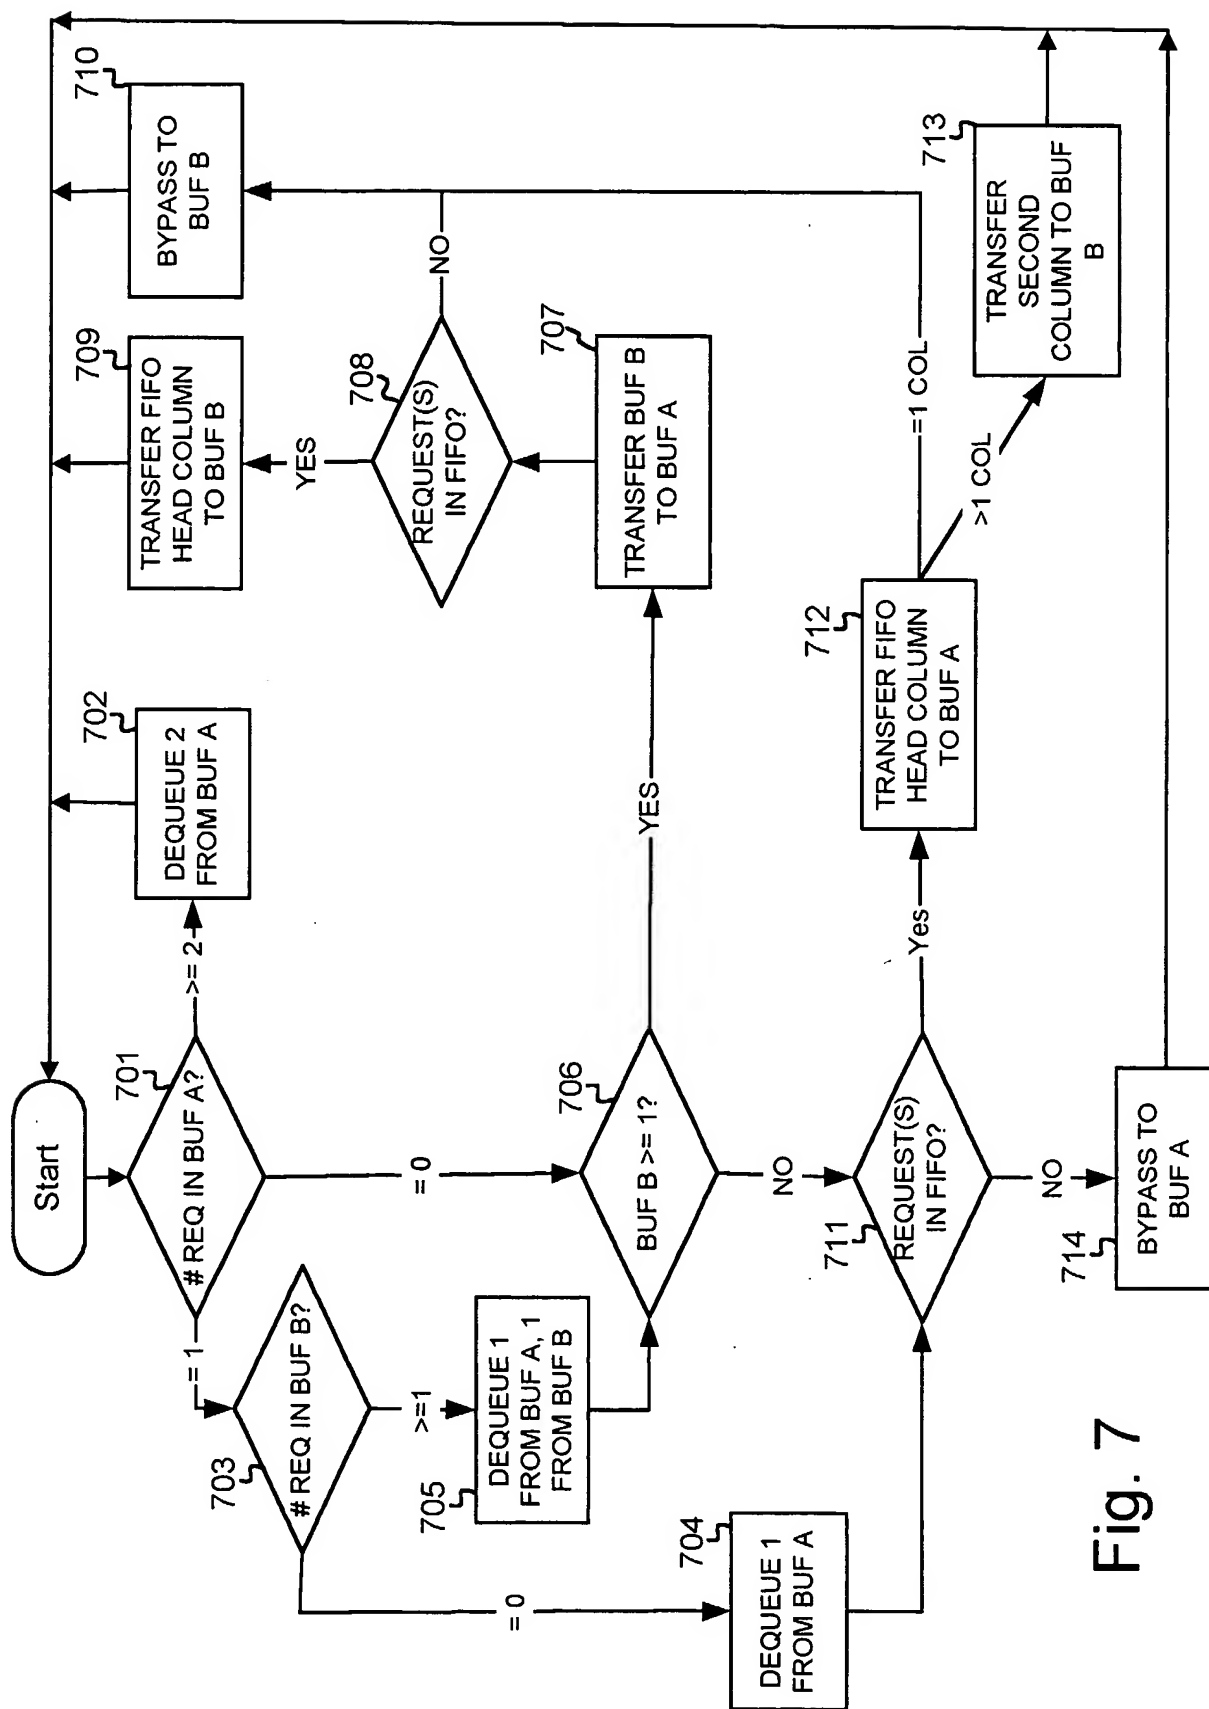 Start
701
# REQ IN BUF A?
>= 2
702
DEQUEUE 2
FROM BUF A
= 1
703
# REQ IN BUF B?
>=1
705
DEQUEUE 1
FROM BUF A, 1
FROM BUF B
= 0
704
DEQUEUE 1
FROM BUF A
= 0
706
BUF B >= 1?
YES
707
TRANSFER BUF B
TO BUF A
708
REQUEST(S)
IN FIFO?
YES
709
TRANSFER FIFO
HEAD COLUMN
TO BUF B
NO
710
BYPASS TO
BUF B
NO
711
REQUEST(S)
IN FIFO?
Yes
712
TRANSFER FIFO
HEAD COLUMN
TO BUF A
=1 COL
>1 COL
713
TRANSFER
SECOND
COLUMN TO BUF
B
NO
714
BYPASS TO
BUF A
Fig. 7